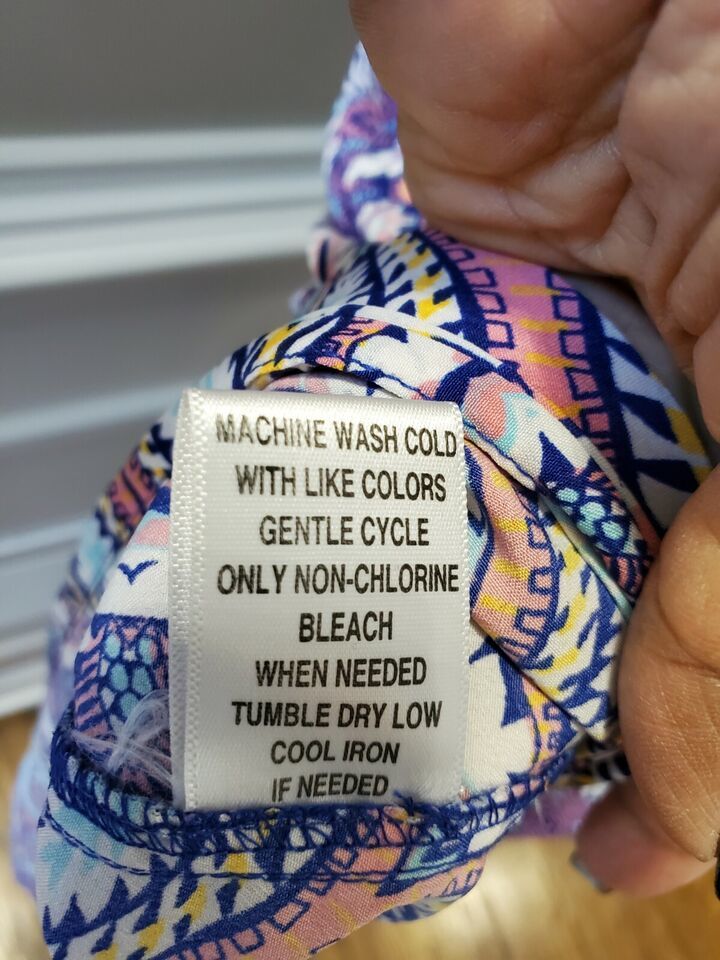 MACHINE WASH COLD
WITH LIKE COLORS
GENTLE CYCLE
ONLY NON-CHLORINE
BLEACH
WHEN NEEDED
TUMBLE DRY LOW
COOL IRON
IF NEEDED